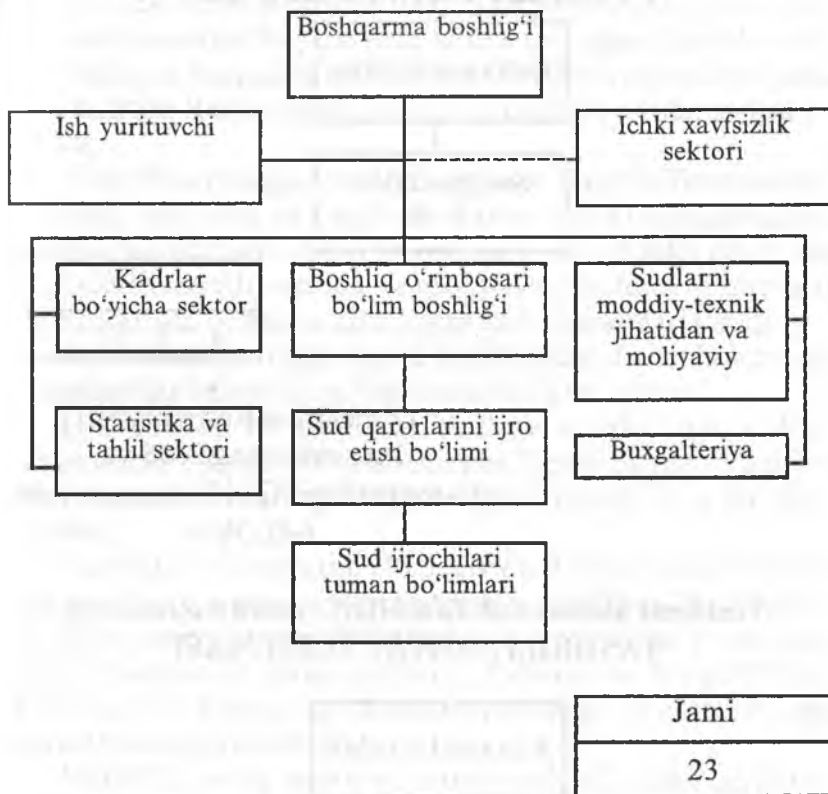 Boshqarma boshlig'i
Ish yurituvchi
Ichki xavfsizlik
sektori
Kadrlar
bo'yicha sektor
Boshliq o'rinbosari
bo'lim boshlig'i
Sudlarni
moddiy-texnik
jihatidan va
moliyaviy
Statistika va
tahlil sektori
Sud qarorlarini ijro
etish bo'limi
Buxgalteriya
Sud ijrochilari
tuman bo'limlari
Jami
23